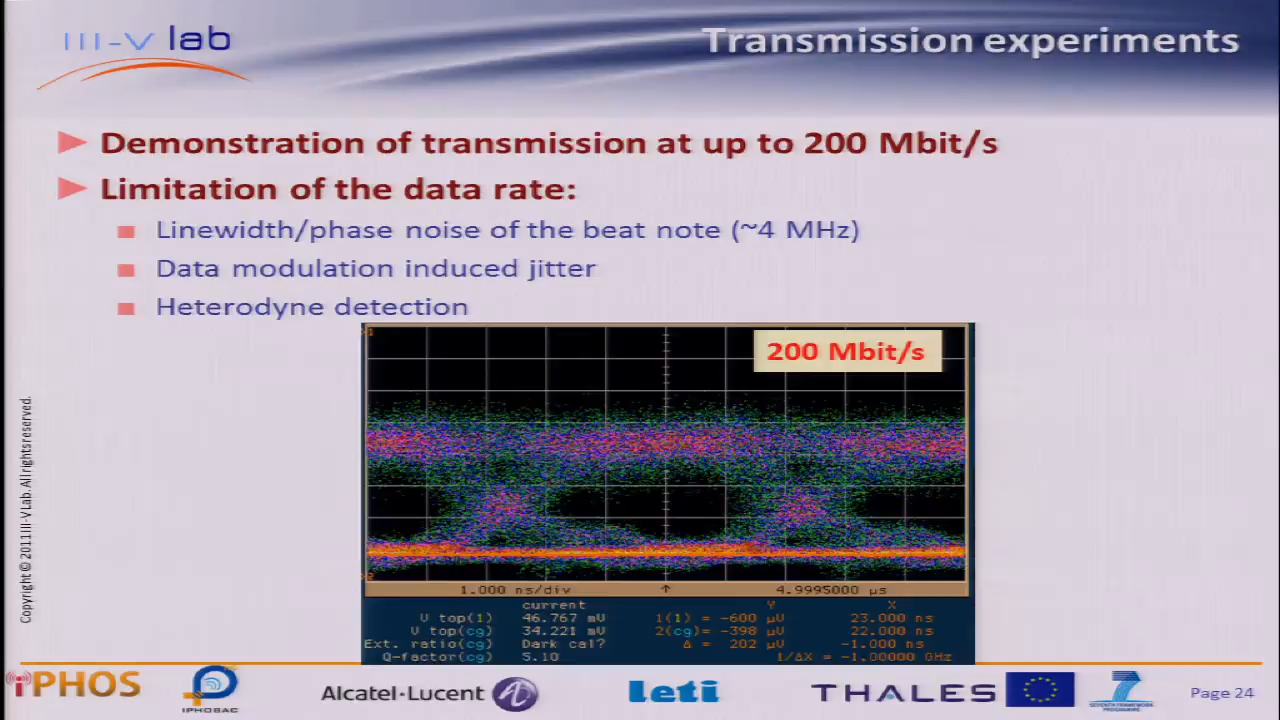 III-V lab
Transmission experiments
Demonstration of transmission at up to 200 Mbit/s
Limitation of the data rate:
Linewidth/phase noise of the beat note (~4 MHz)
Data modulation induced jitter
Heterodyne detection
200 Mbit/s
1.000 ns/div
4.9995000 µs
current Y X
V top(1) 46.767 mV 1(1) = -600 µV 23.000 ns
V top(cg) 34.221 mV 2(cg)= -398 µV 22.000 ns
Ext. ratio(cg) Dark cal? Δ = 202 µV -1.000 ns
Q-factor(cg) 5.10 1/ΔX = -1.00000 GHz
Copyright © 2011 III-V Lab. All rights reserved.
iPHOS
IPHOBAC
Alcatel·Lucent
leti
THALES
SEVENTH FRAMEWORK
PROGRAMME
Page 24